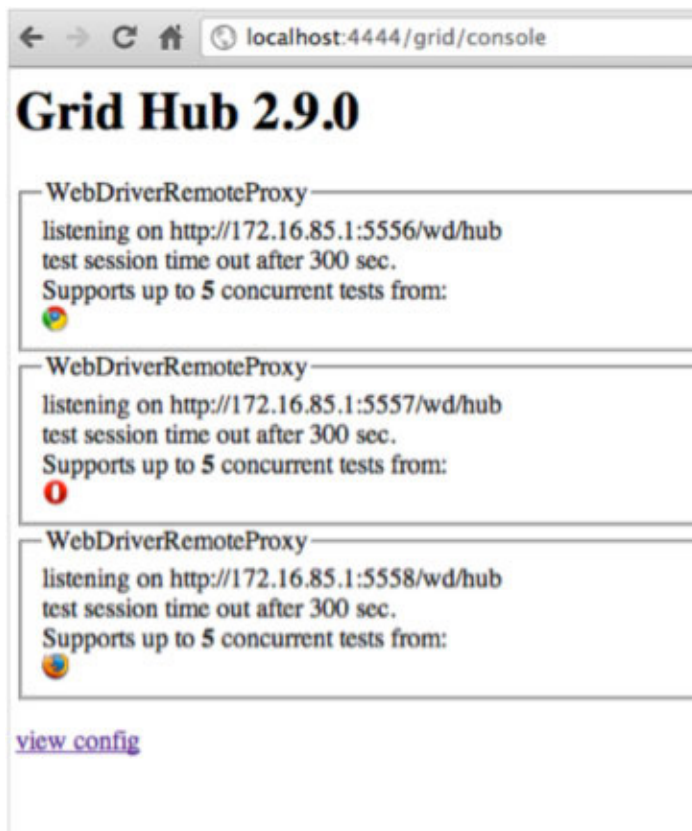 localhost:4444/grid/console
Grid Hub 2.9.0
WebDriverRemoteProxy
listening on http://172.16.85.1:5556/wd/hub
test session time out after 300 sec.
Supports up to 5 concurrent tests from:
WebDriverRemoteProxy
listening on http://172.16.85.1:5557/wd/hub
test session time out after 300 sec.
Supports up to 5 concurrent tests from:
WebDriverRemoteProxy
listening on http://172.16.85.1:5558/wd/hub
test session time out after 300 sec.
Supports up to 5 concurrent tests from:
view config